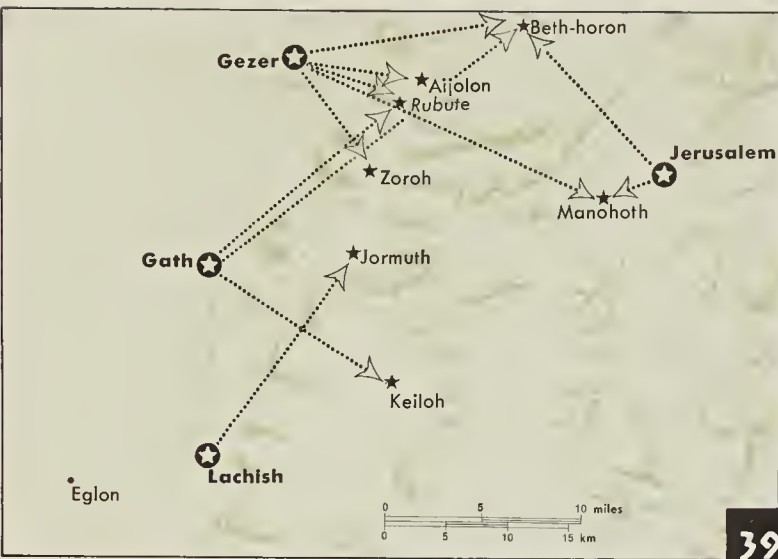 Beth-horon
Gezer
Aijolon
Rubute
Jerusalem
Zoroh
Manohoth
Gath
Jormuth
Keiloh
Lachish
Eglon
0 5 10 miles
0 5 10 15 km
39